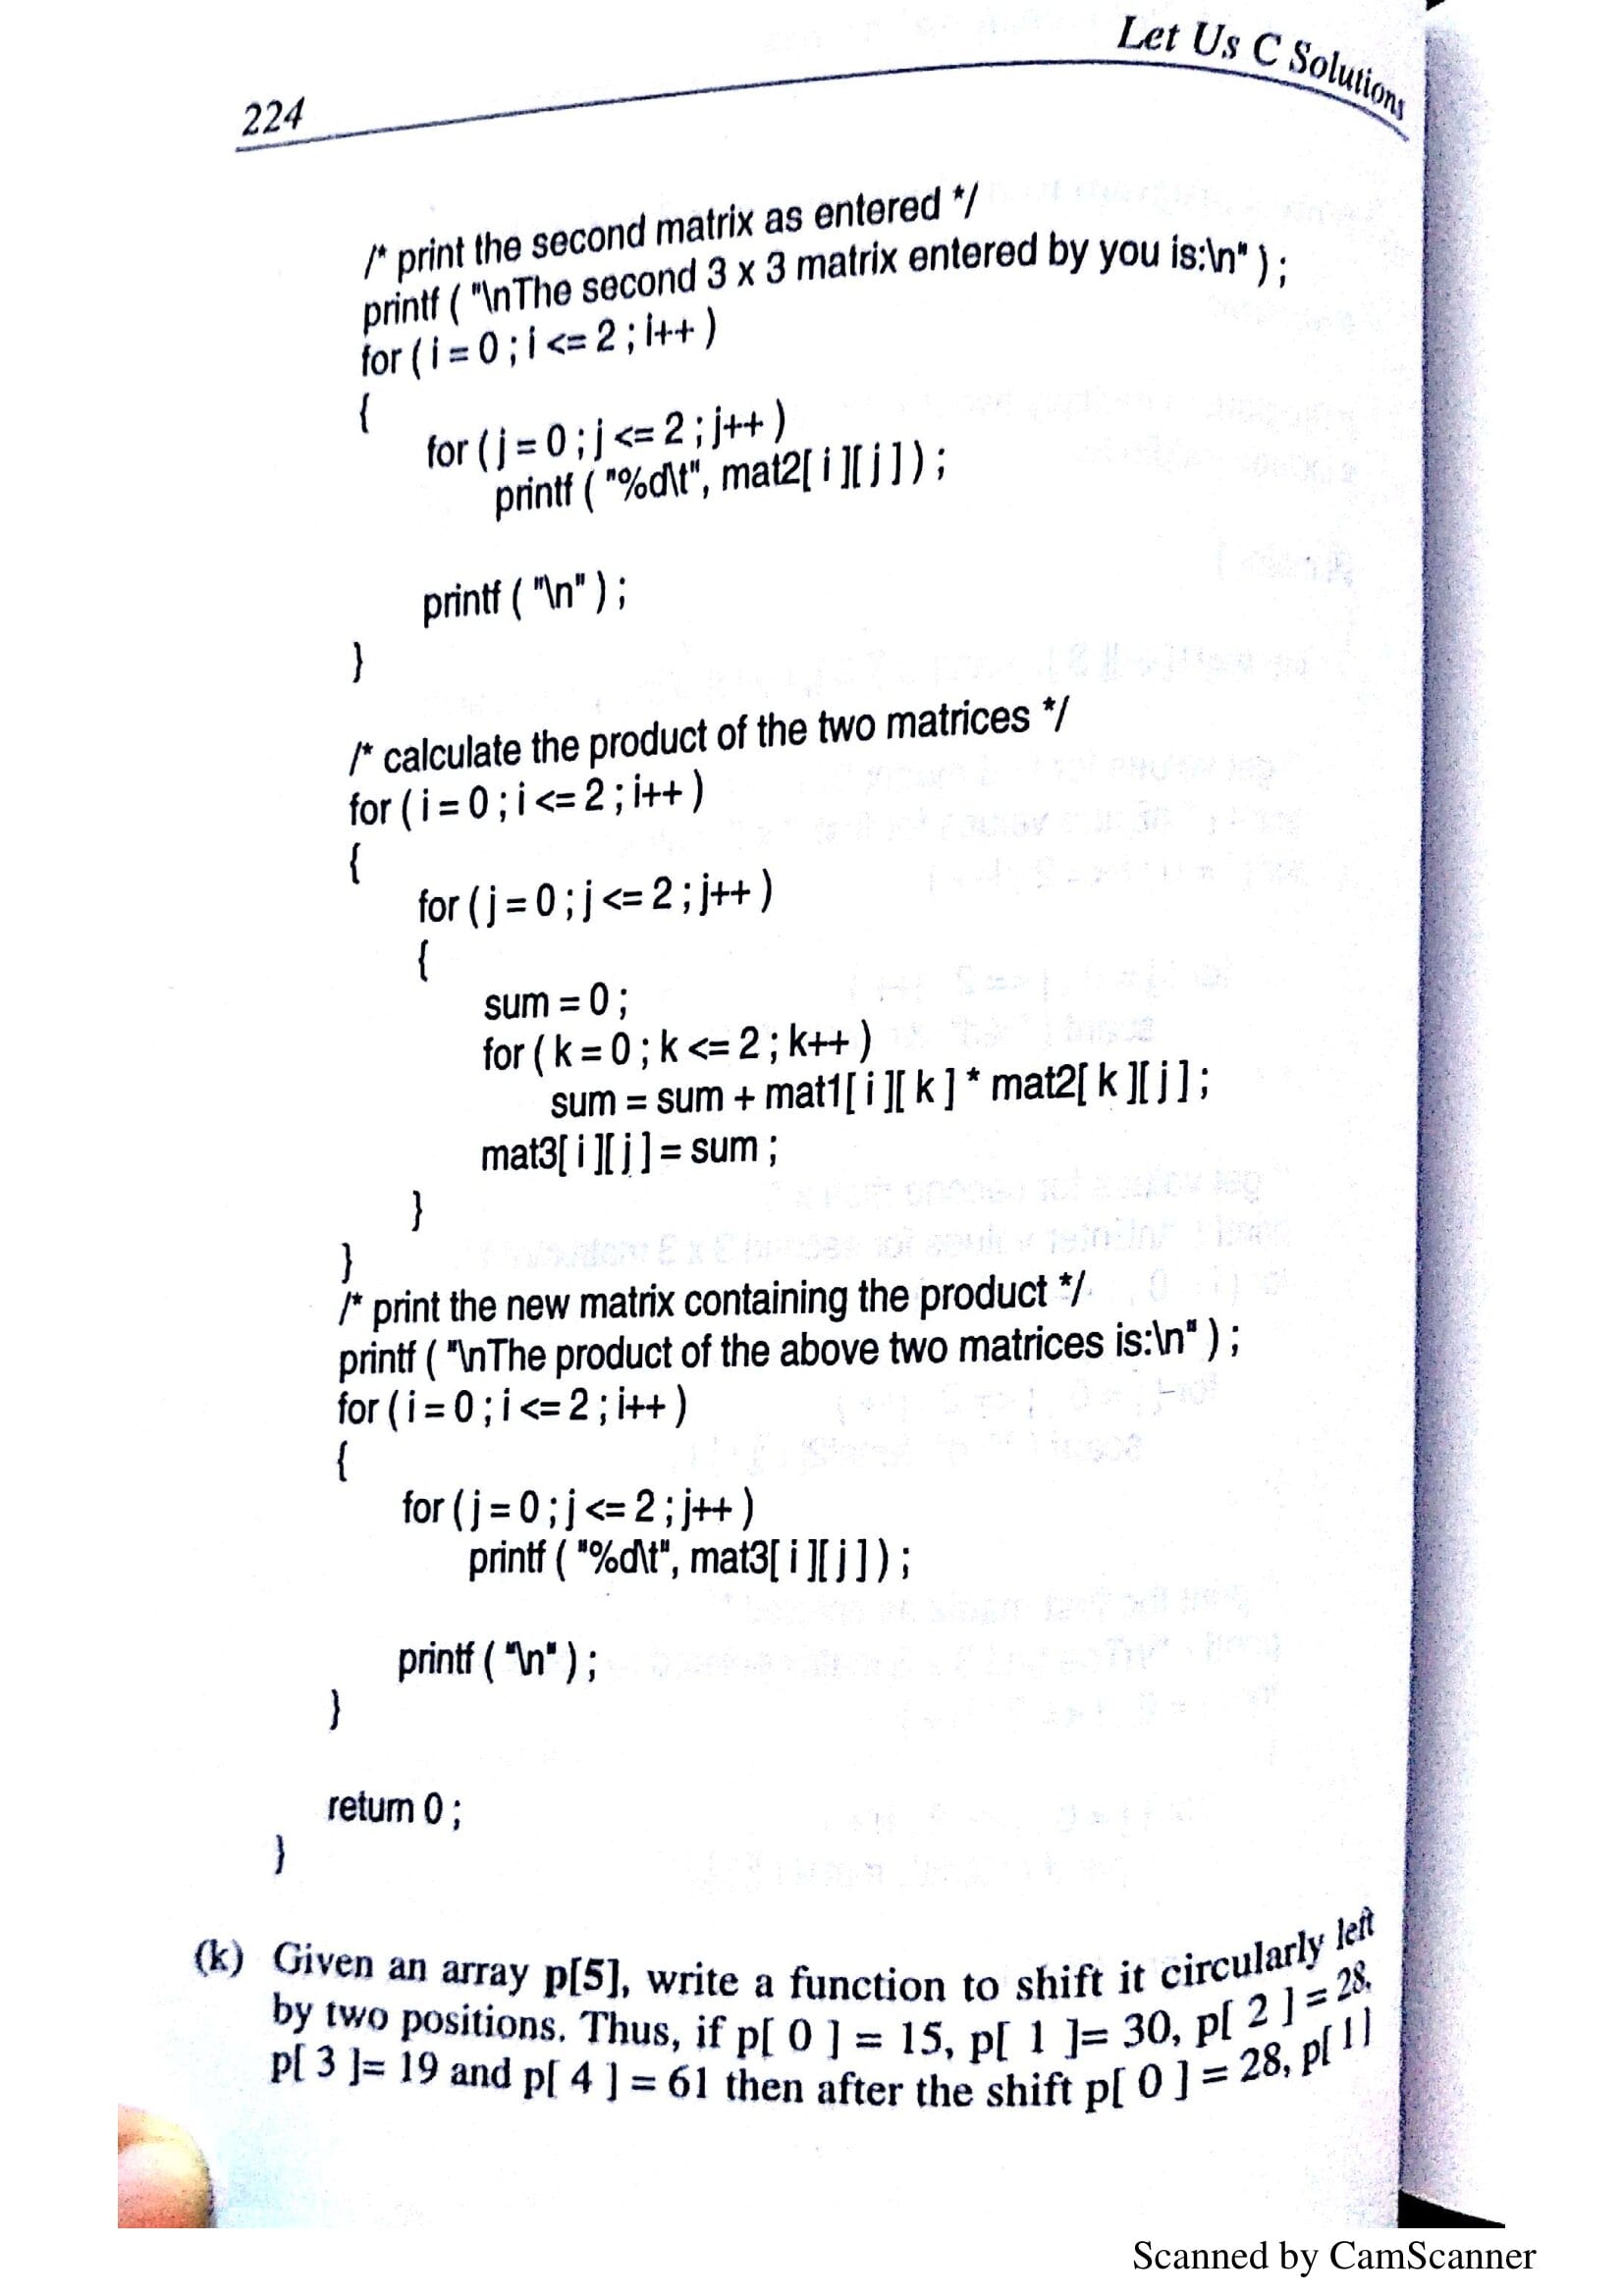 Let Us C Solutions
224
/* print the second matrix as entered */
printf ( "\nThe second 3 x 3 matrix entered by you is:\n" ) ;
for ( i = 0 ; i <= 2 ; i++ )
{
for ( j = 0 ; j <= 2 ; j++ )
printf ( "%d\t", mat2[ i ][ j ] ) ;
printf ( "\n" ) ;
}
/* calculate the product of the two matrices */
for ( i = 0 ; i <= 2 ; i++ )
{
for ( j = 0 ; j <= 2 ; j++ )
{
sum = 0 ;
for ( k = 0 ; k <= 2 ; k++ )
sum = sum + mat1[ i ][ k ] * mat2[ k ][ j ] ;
mat3[ i ][ j ] = sum ;
}
}
/* print the new matrix containing the product */
printf ( "\nThe product of the above two matrices is:\n" ) ;
for ( i = 0 ; i <= 2 ; i++ )
{
for ( j = 0 ; j <= 2 ; j++ )
printf ( "%d\t", mat3[ i ][ j ] ) ;
printf ( "\n" ) ;
}
return 0 ;
}
(k) Given an array p[5], write a function to shift it circularly left
by two positions. Thus, if p[ 0 ] = 15, p[ 1 ]= 30, p[ 2 ] = 28,
p[ 3 ]= 19 and p[ 4 ] = 61 then after the shift p[ 0 ] = 28, p[ 1 ]
Scanned by CamScanner